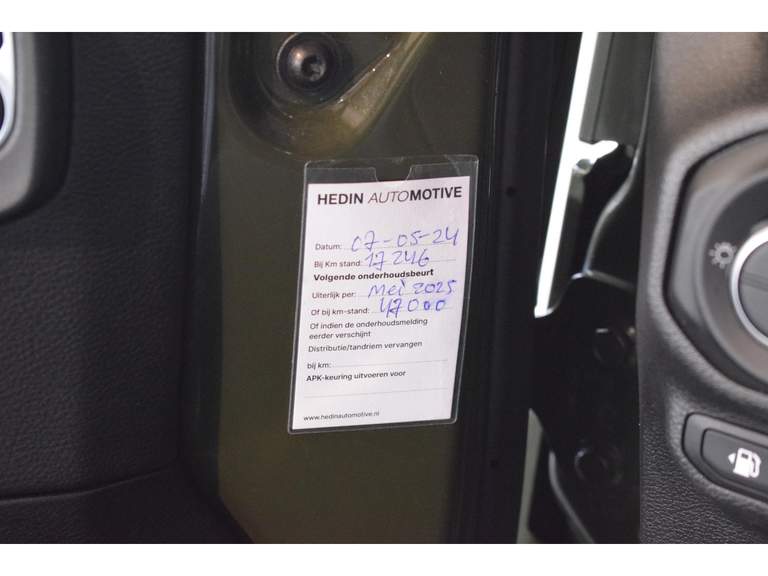 HEDIN AUTOMOTIVE
Datum: 07-05-24
Bij Km stand: 17246
Volgende onderhoudsbeurt
Uiterlijk per: Mei 2025
Of bij km-stand: 47000
Of indien de onderhoudsmelding
eerder verschijnt
Distributie/tandriem vervangen
bij km:
APK-keuring uitvoeren voor
www.hedinautomotive.nl